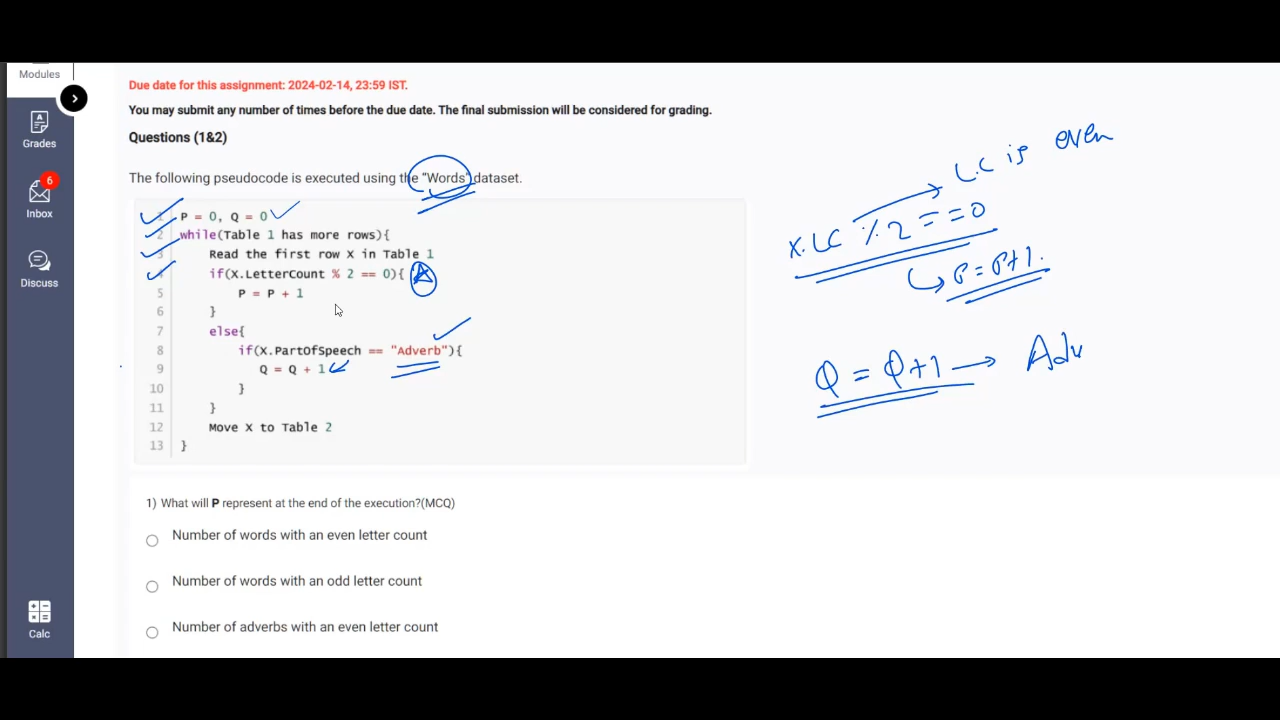 Modules
Grades
6
Inbox
Discuss
Calc
Due date for this assignment: 2024-02-14, 23:59 IST.
You may submit any number of times before the due date. The final submission will be considered for grading.
Questions (1&2)
The following pseudocode is executed using the "Words" dataset.
1 P = 0, Q = 0
2 while(Table 1 has more rows){
3 Read the first row X in Table 1
4 if(X.LetterCount % 2 == 0){
5 P = P + 1
6 }
7 else{
8 if(X.PartOfSpeech == "Adverb"){
9 Q = Q + 1
10 }
11 }
12 Move X to Table 2
13 }
L.C is even
X.LC % 2 == 0
P = P+1.
Q = Q+1 → Adv
1) What will P represent at the end of the execution?(MCQ)
Number of words with an even letter count
Number of words with an odd letter count
Number of adverbs with an even letter count